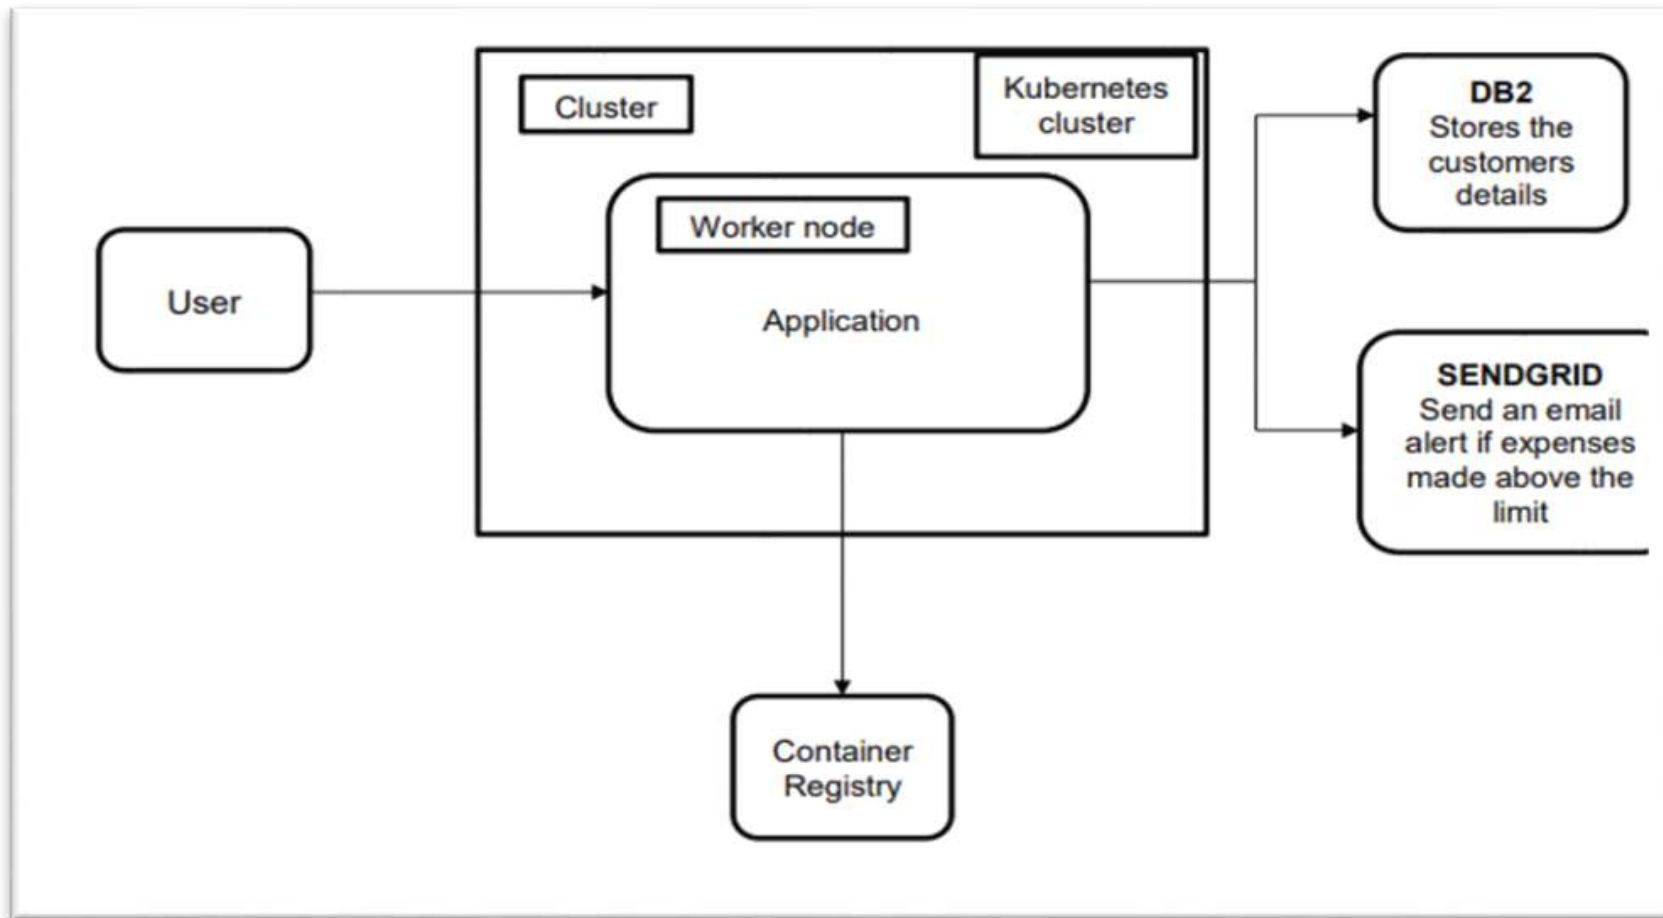 Cluster
Kubernetes
cluster
DB2
Stores the
customers
details
Worker node
User
Application
SENDGRID
Send an email
alert if expenses
made above the
limit
Container
Registry